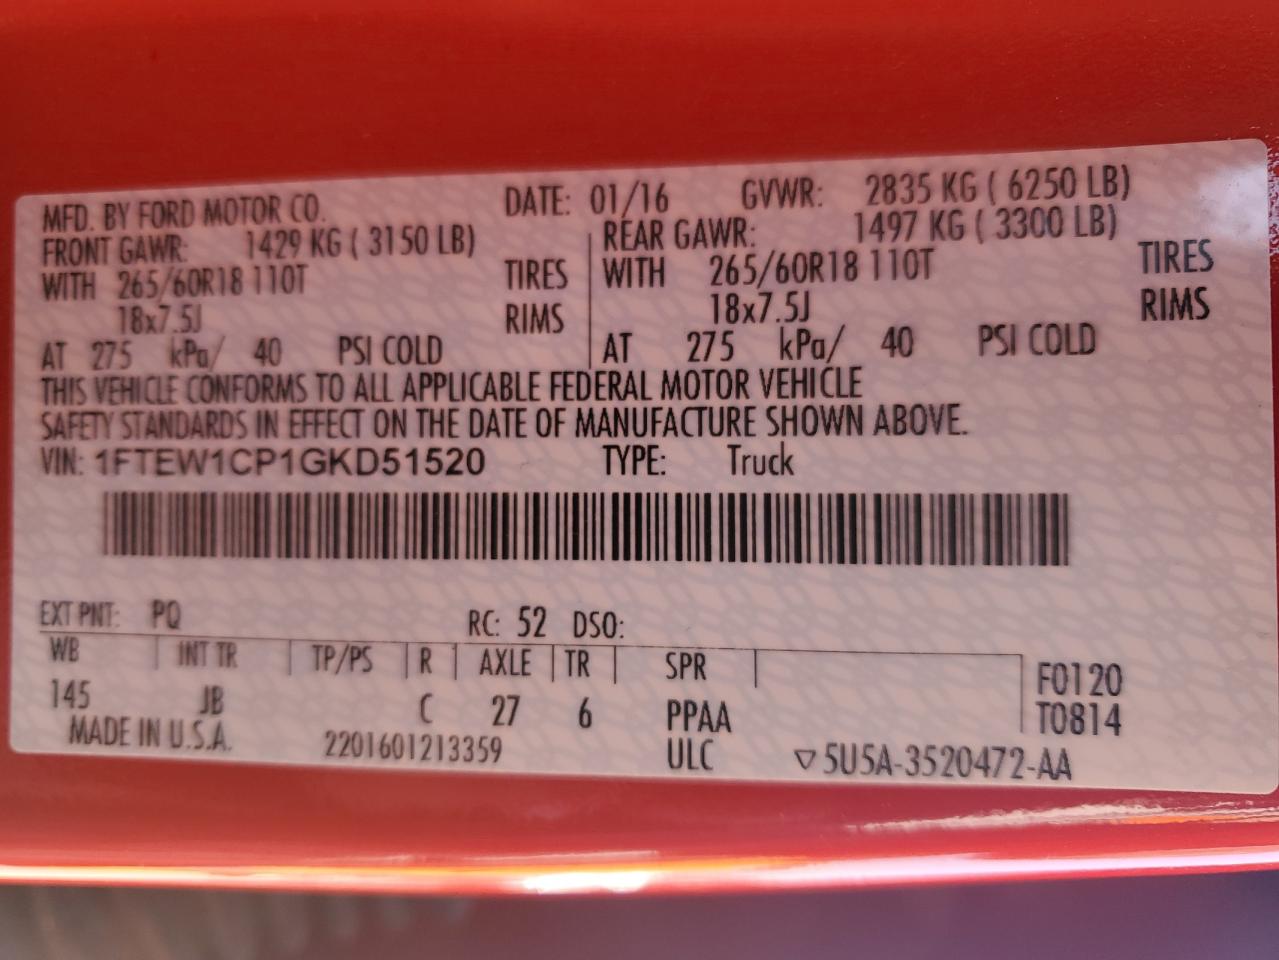 MFD. BY FORD MOTOR CO. DATE: 01/16 GVWR: 2835 KG ( 6250 LB)
FRONT GAWR: 1429 KG ( 3150 LB) REAR GAWR: 1497 KG ( 3300 LB)
WITH 265/60R18 110T TIRES WITH 265/60R18 110T TIRES
18x7.5J RIMS 18x7.5J RIMS
AT 275 kPa/ 40 PSI COLD AT 275 kPa/ 40 PSI COLD
THIS VEHICLE CONFORMS TO ALL APPLICABLE FEDERAL MOTOR VEHICLE
SAFETY STANDARDS IN EFFECT ON THE DATE OF MANUFACTURE SHOWN ABOVE.
VIN: 1FTEW1CP1GKD51520 TYPE: Truck
EXT PNT: PQ RC: 52 DSO:
WB INT TR TP/PS R AXLE TR SPR F0120
145 JB C 27 6 PPAA T0814
MADE IN U.S.A. 2201601213359 ULC ▽5U5A-3520472-AA